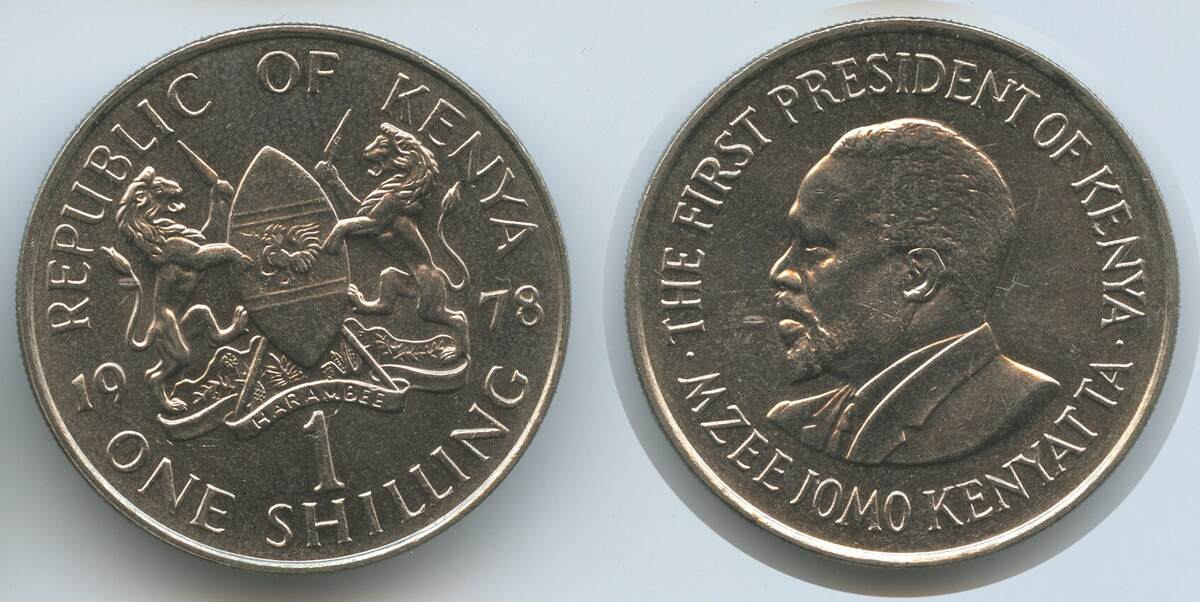 REPUBLIC OF KENYA
19 78
HARAMBEE
1
ONE SHILLING
· THE FIRST PRESIDENT OF KENYA ·
MZEE JOMO KENYATTA